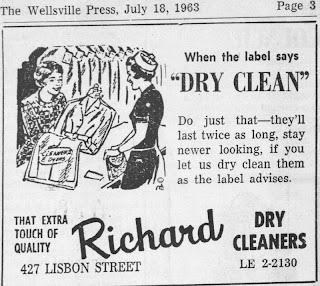 The Wellsville Press, July 18, 1963 Page 3
When the label says
"DRY CLEAN"
Do just that—they'll
last twice as long, stay
newer looking, if you
let us dry clean them
as the label advises.
CLEANERS
& DYERS
THAT EXTRA
TOUCH OF
QUALITY
Richard
DRY
CLEANERS
427 LISBON STREET LE 2-2130